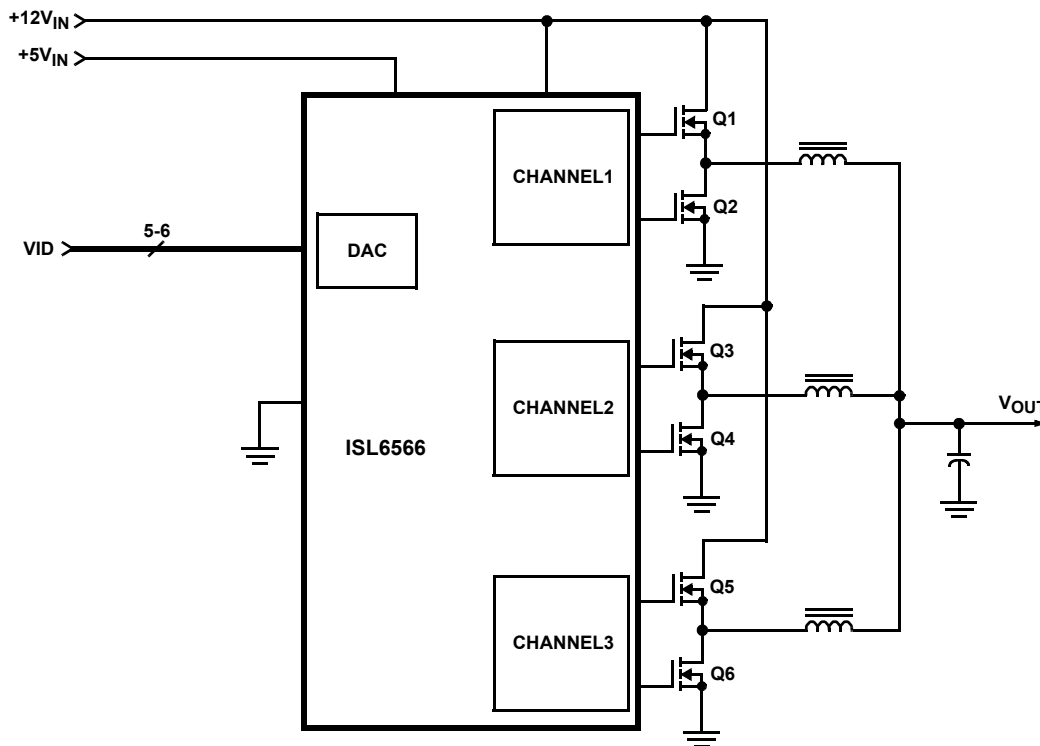 +12VIN
+5VIN
Q1
CHANNEL1
Q2
5-6
VID
DAC
Q3
CHANNEL2
Q4
VOUT
ISL6566
Q5
CHANNEL3
Q6